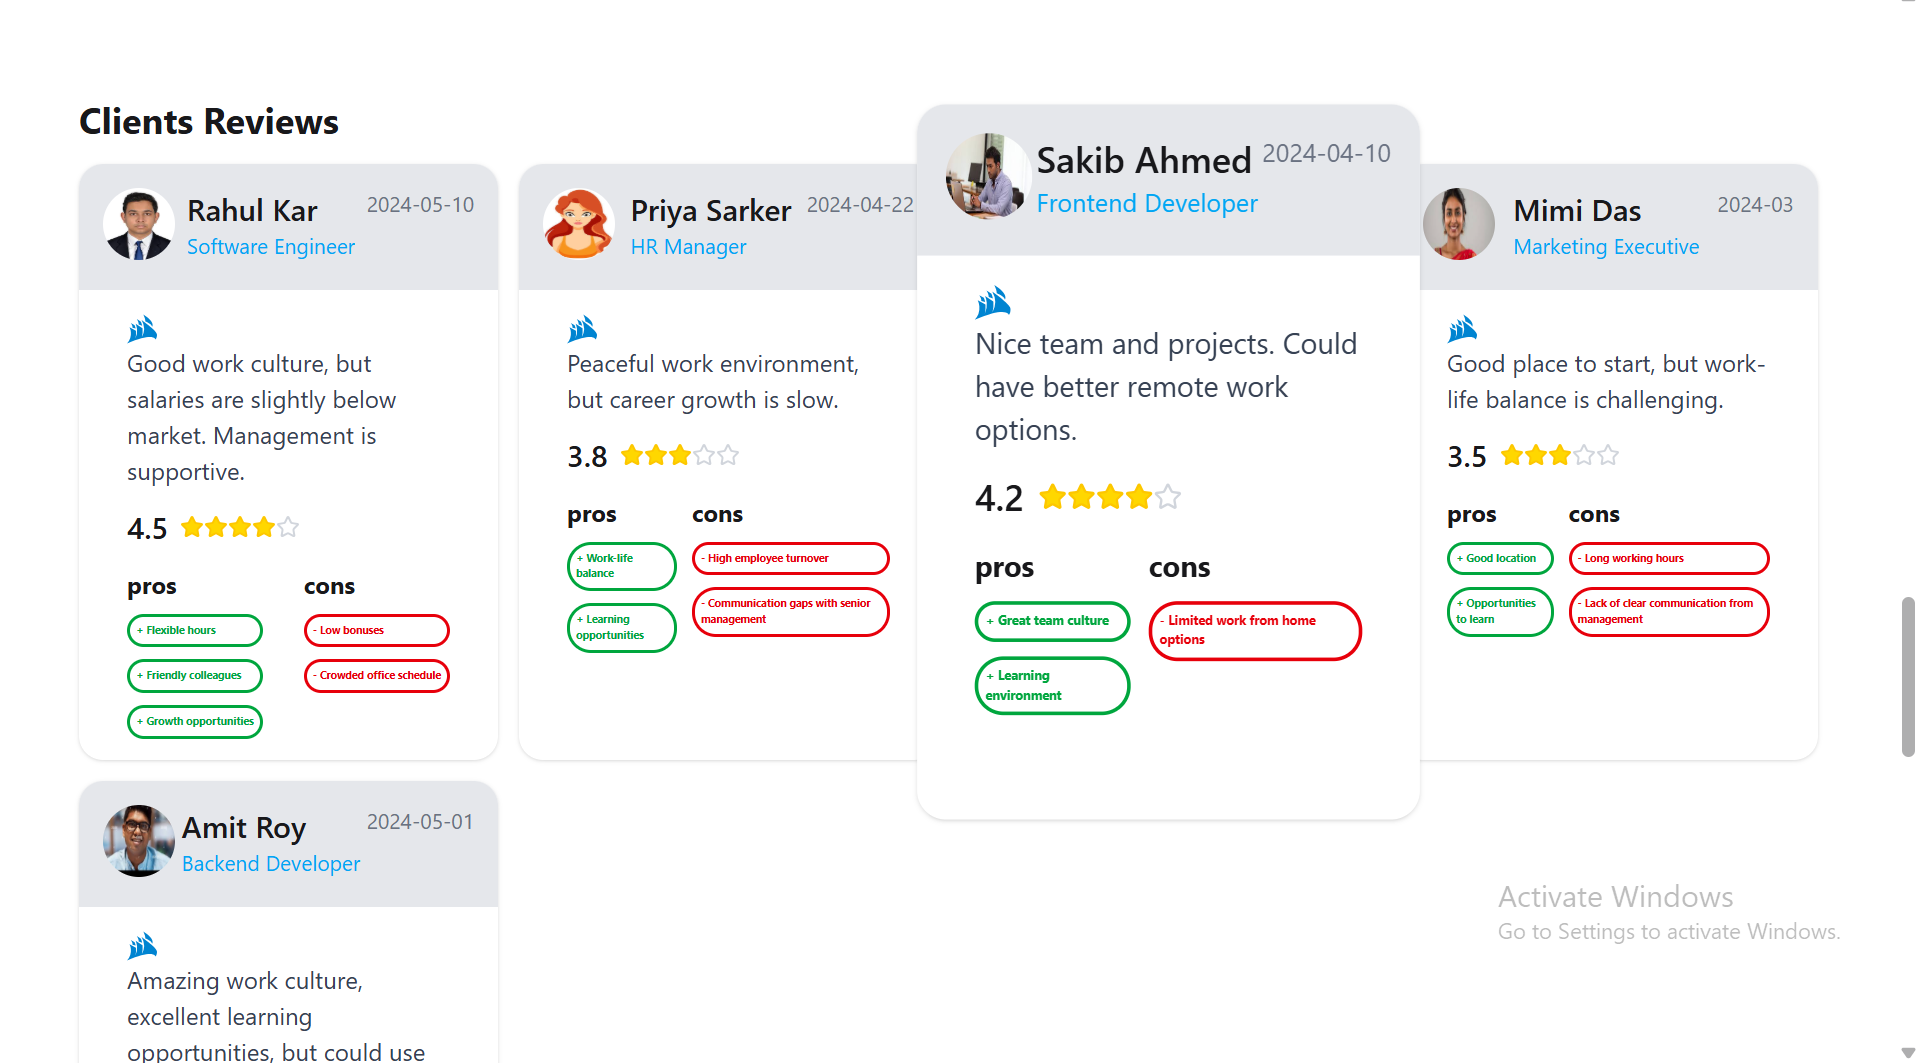 Clients Reviews
Rahul Kar
2024-05-10
Software Engineer
Good work culture, but
salaries are slightly below
market. Management is
supportive.
4.5
pros
cons
+ Flexible hours
+ Friendly colleagues
+ Growth opportunities
- Low bonuses
- Crowded office schedule
Priya Sarker
2024-04-22
HR Manager
Peaceful work environment,
but career growth is slow.
3.8
pros
cons
+ Work-life
balance
+ Learning
opportunities
- High employee turnover
- Communication gaps with senior
management
Sakib Ahmed
2024-04-10
Frontend Developer
Nice team and projects. Could
have better remote work
options.
4.2
pros
cons
+ Great team culture
+ Learning
environment
- Limited work from home
options
Mimi Das
2024-03
Marketing Executive
Good place to start, but work-
life balance is challenging.
3.5
pros
cons
+ Good location
+ Opportunities
to learn
- Long working hours
- Lack of clear communication from
management
Amit Roy
2024-05-01
Backend Developer
Amazing work culture,
excellent learning
opportunities, but could use
Activate Windows
Go to Settings to activate Windows.